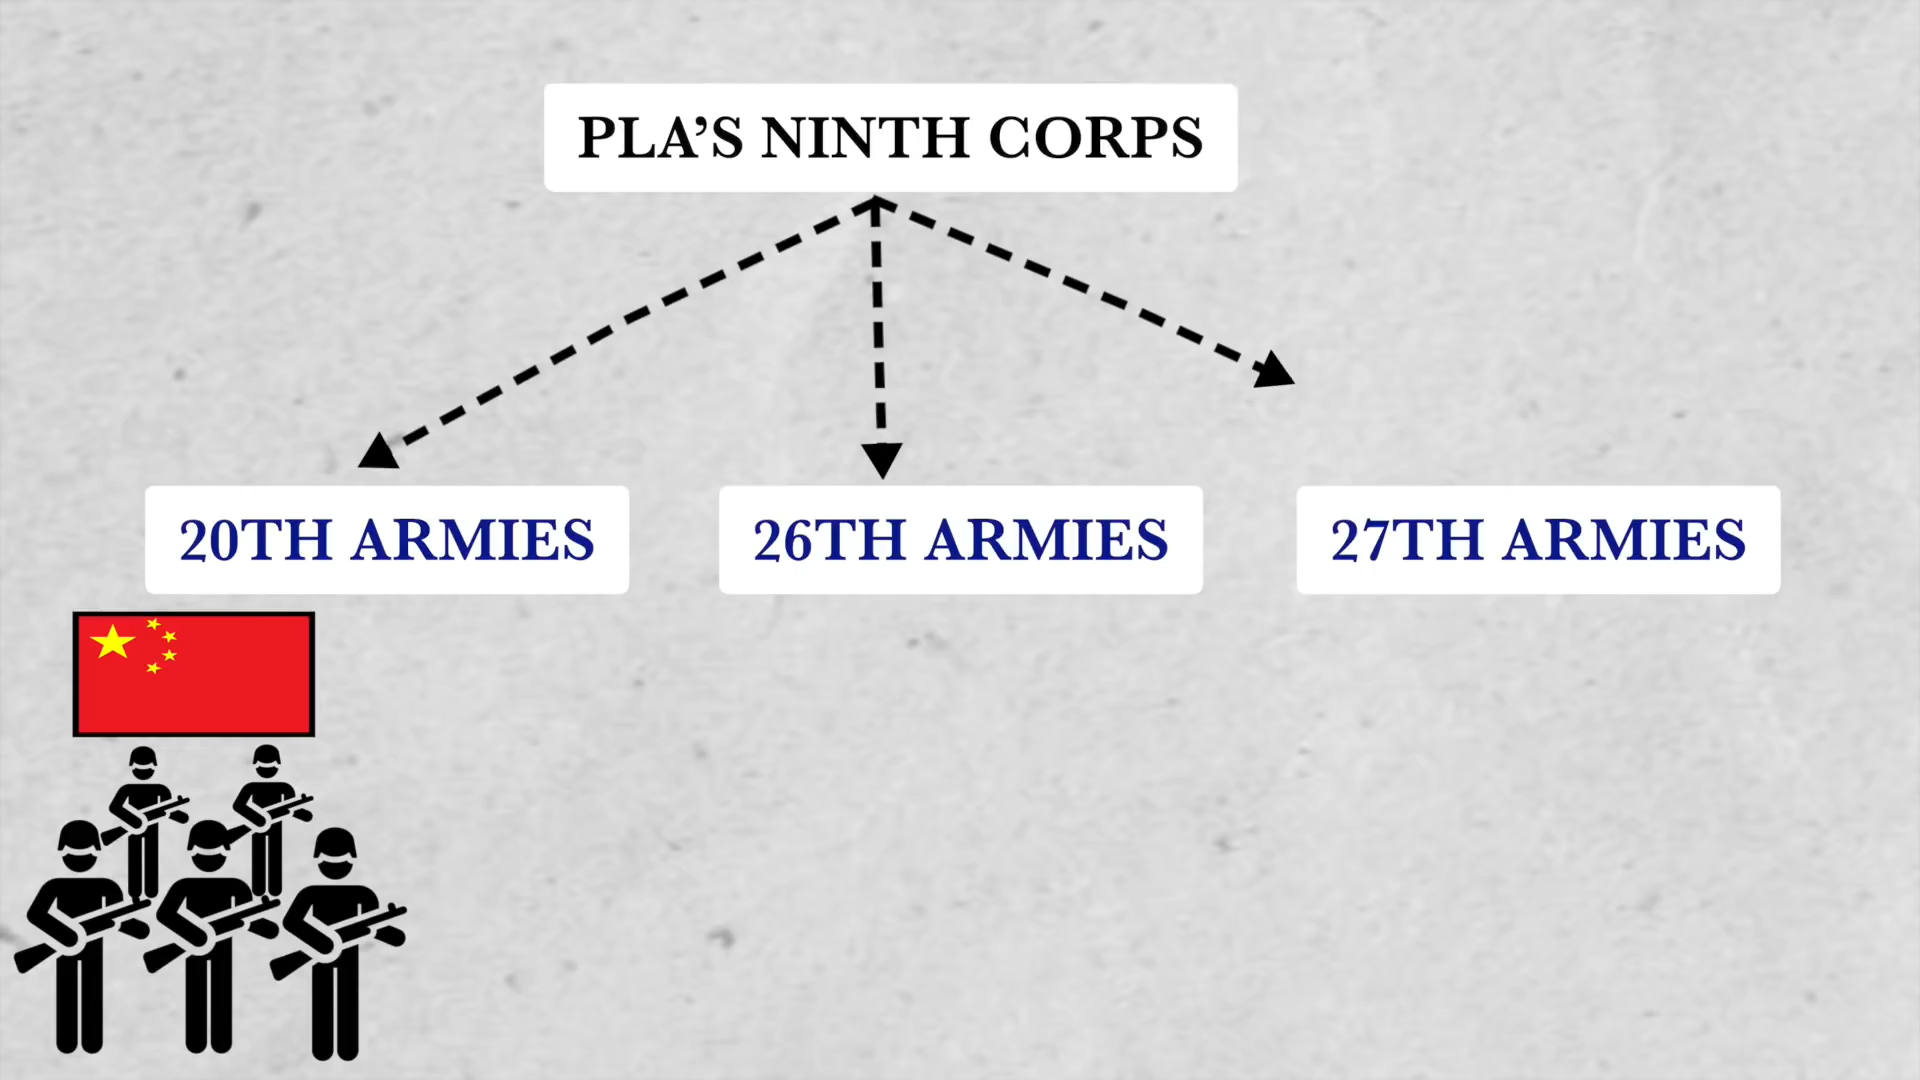 PLA’S NINTH CORPS
20TH ARMIES
26TH ARMIES
27TH ARMIES